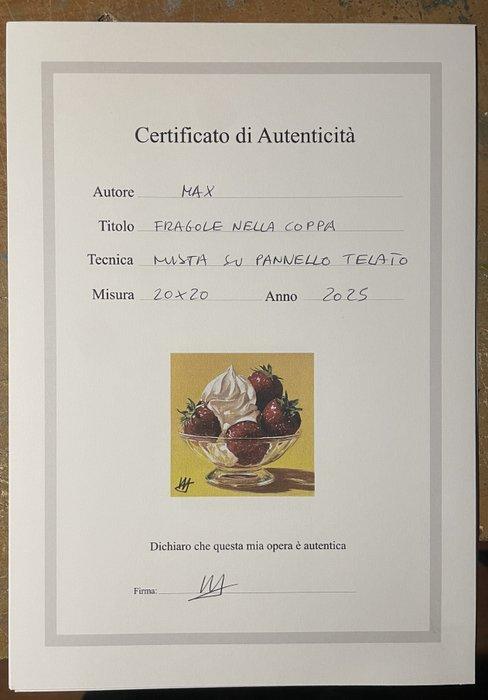 Certificato di Autenticità
Autore MAX
Titolo FRAGOLE NELLA COPPA
Tecnica MISTA SU PANNELLO TELATO
Misura 20X20 Anno 2025
Dichiaro che questa mia opera è autentica
Firma: